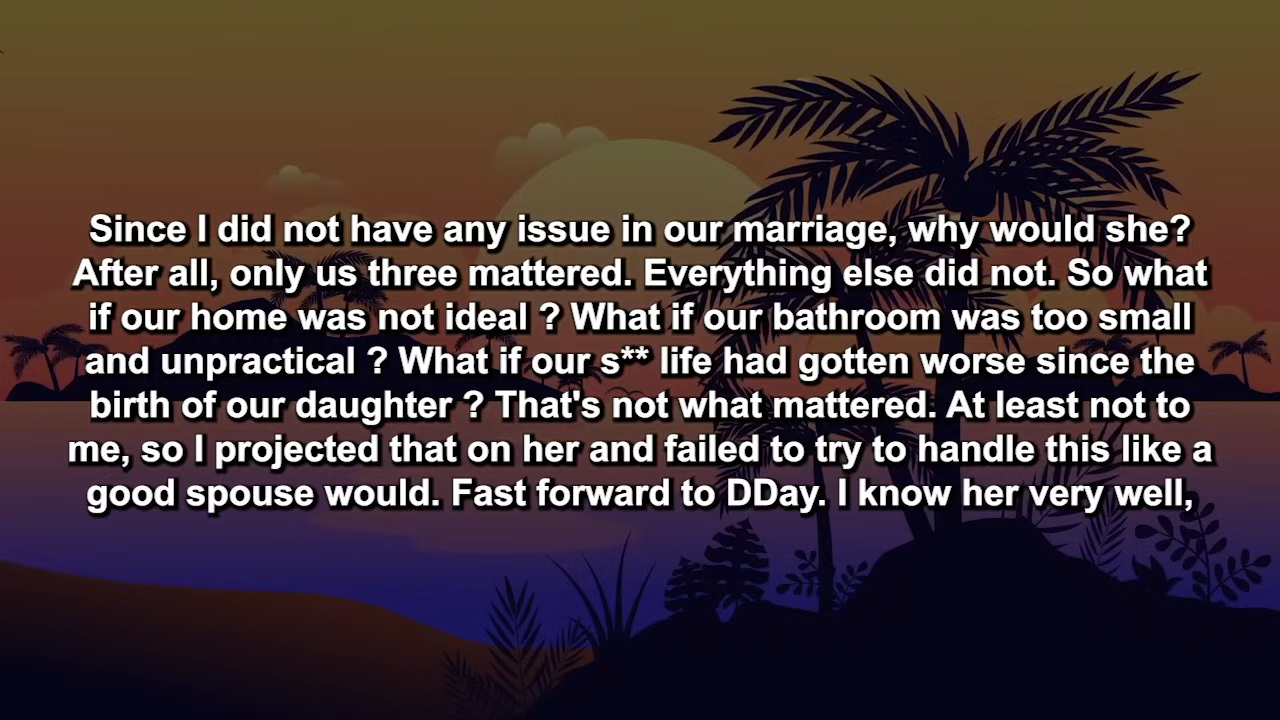 Since I did not have any issue in our marriage, why would she?
After all, only us three mattered. Everything else did not. So what
if our home was not ideal ? What if our bathroom was too small
and unpractical ? What if our s** life had gotten worse since the
birth of our daughter ? That's not what mattered. At least not to
me, so I projected that on her and failed to try to handle this like a
good spouse would. Fast forward to DDay. I know her very well,